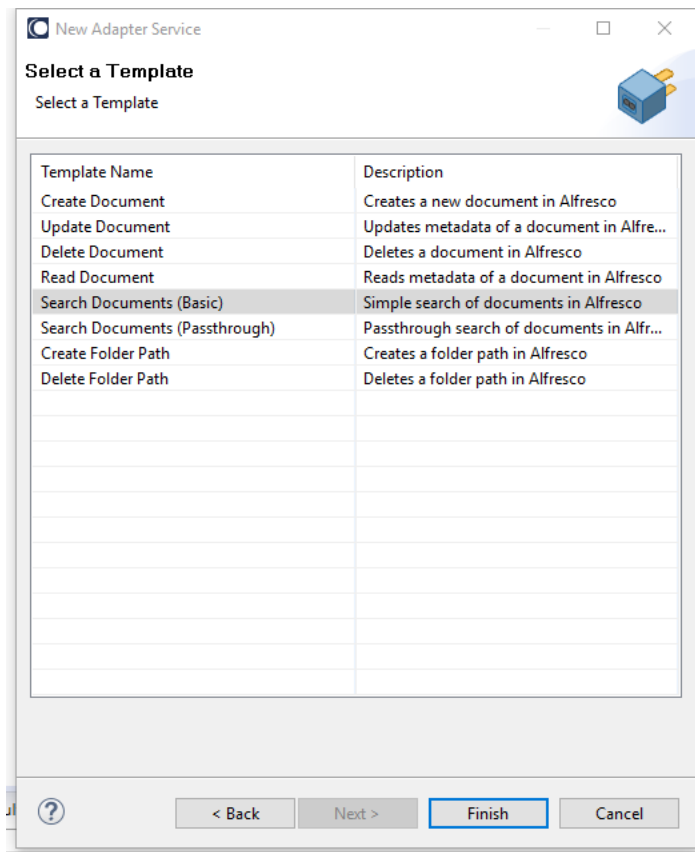 New Adapter Service
Select a Template
Select a Template
Template Name Description
Create Document Creates a new document in Alfresco
Update Document Updates metadata of a document in Alfre...
Delete Document Deletes a document in Alfresco
Read Document Reads metadata of a document in Alfresco
Search Documents (Basic) Simple search of documents in Alfresco
Search Documents (Passthrough) Passthrough search of documents in Alfr...
Create Folder Path Creates a folder path in Alfresco
Delete Folder Path Deletes a folder path in Alfresco
? < Back Next > Finish Cancel